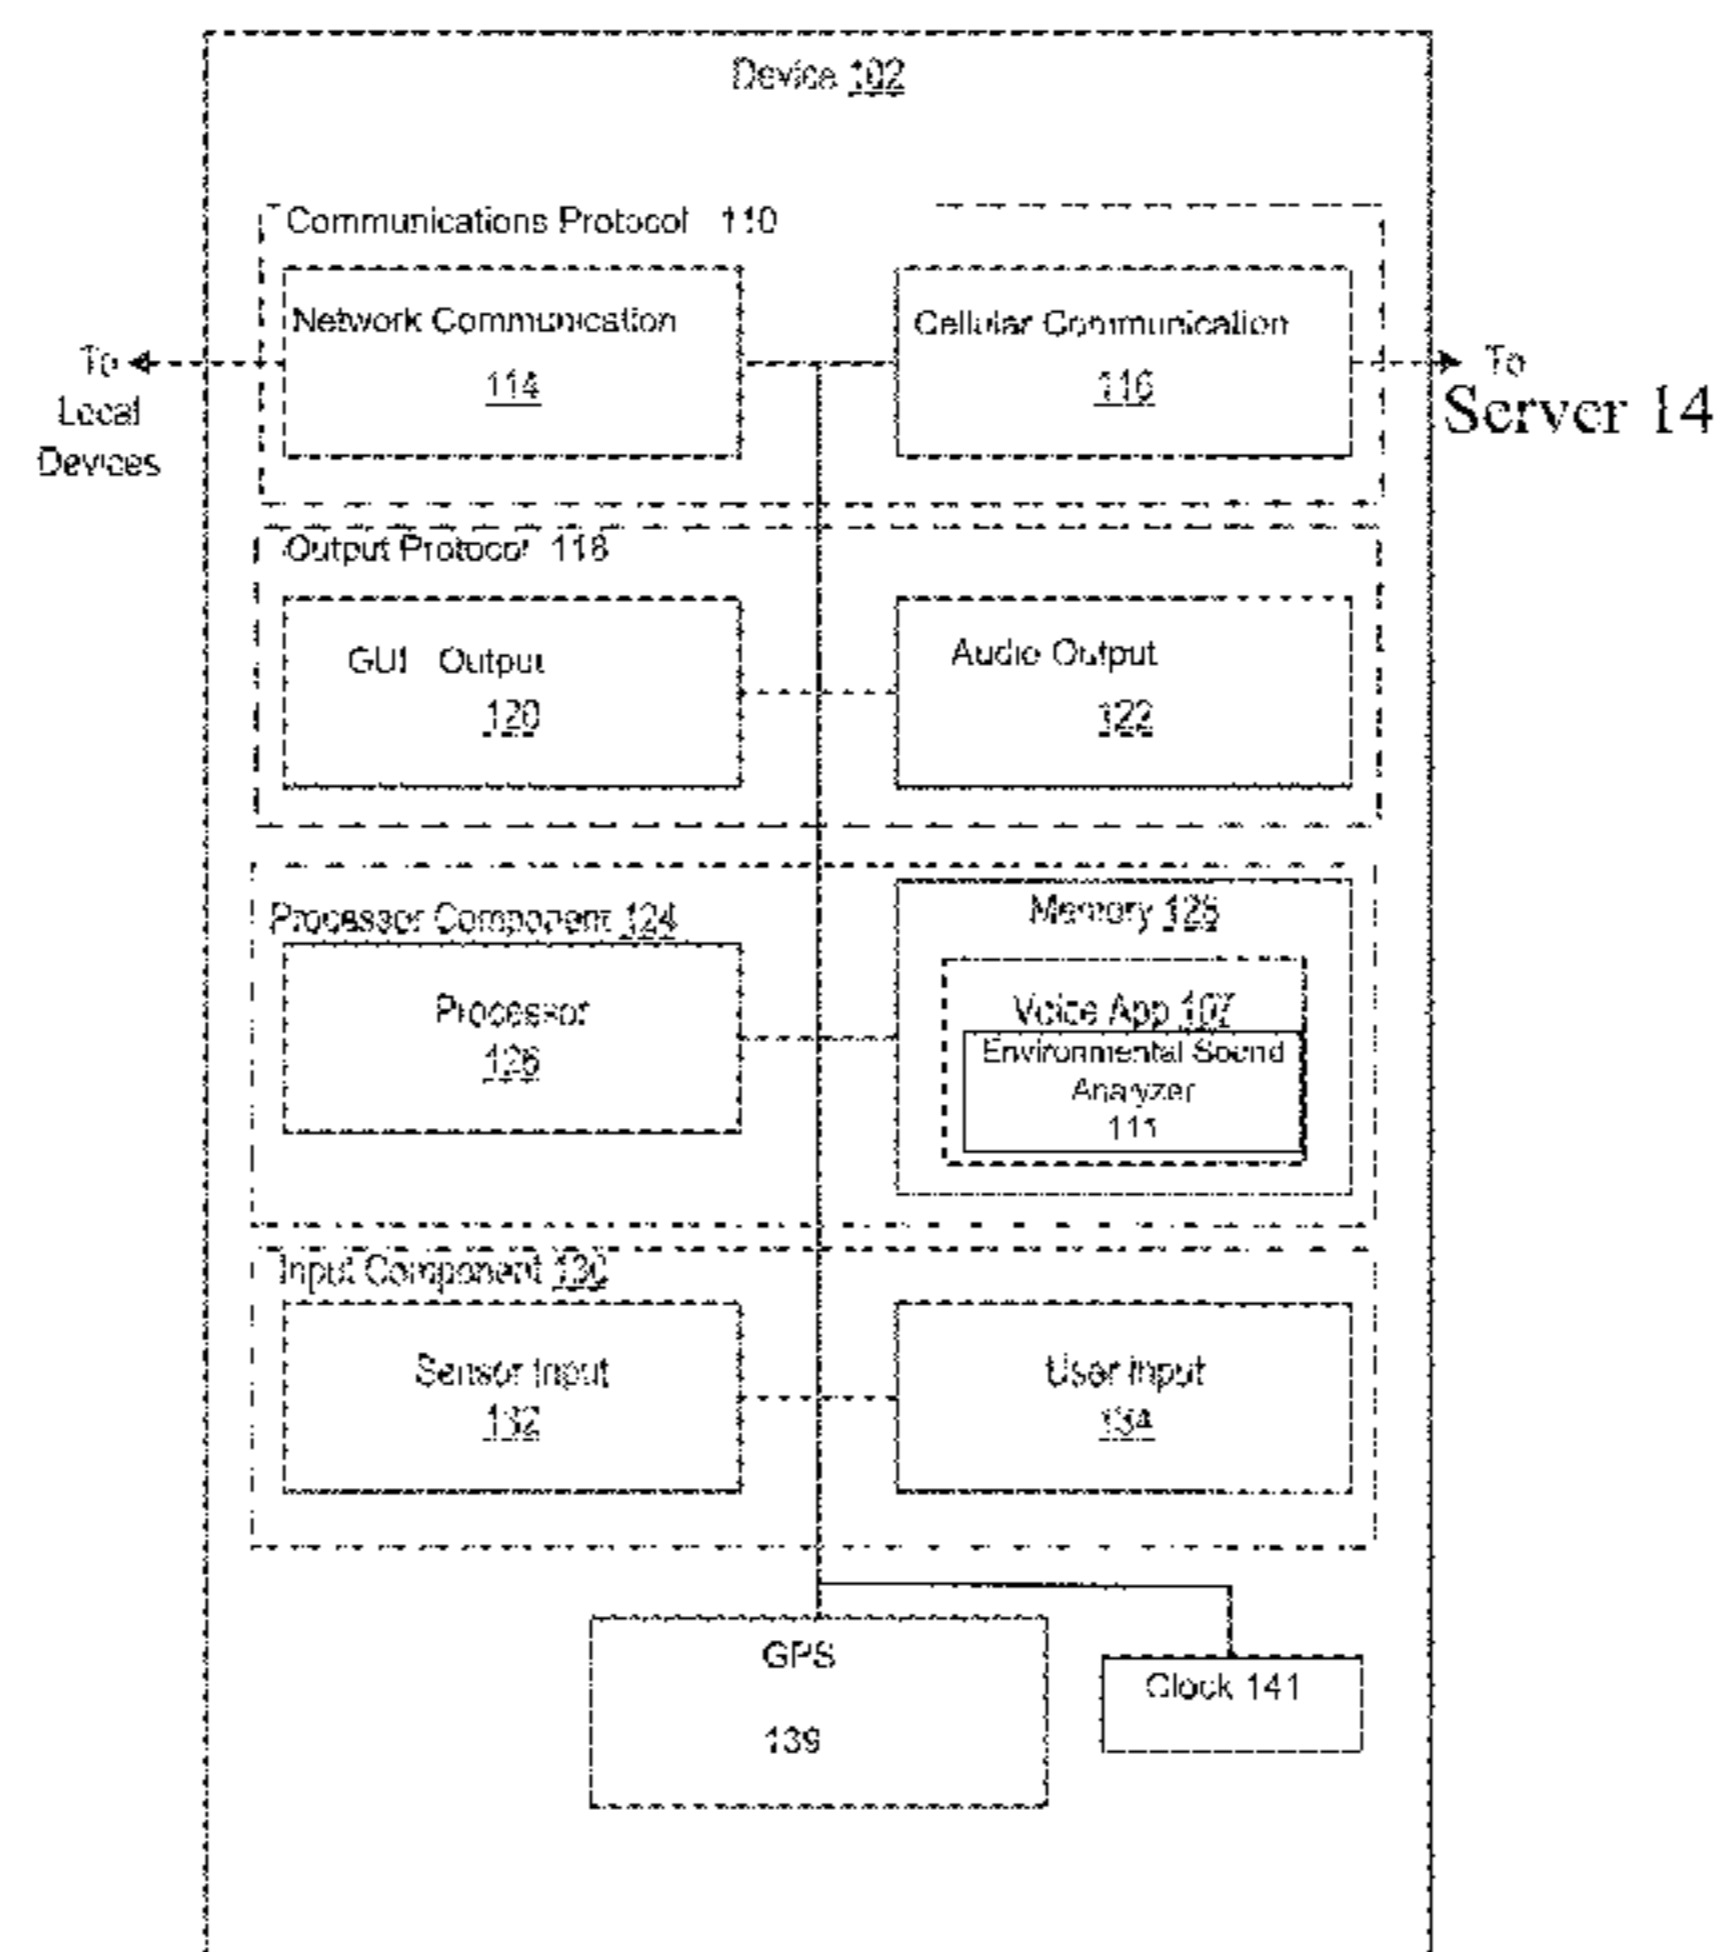 Device 102
Communications Protocol 110
Network Communication
114
Cellular Communication
116
To
Local
Devices
To
Server 14
Output Protocol 118
GUI Output
120
Audio Output
122
Processor Component 124
Processor
126
Memory
Voice App 107
Environmental Sound
Analyzer
111
Input Component 130
Sensor Input
132
User Input
134
GPS
139
Clock 141